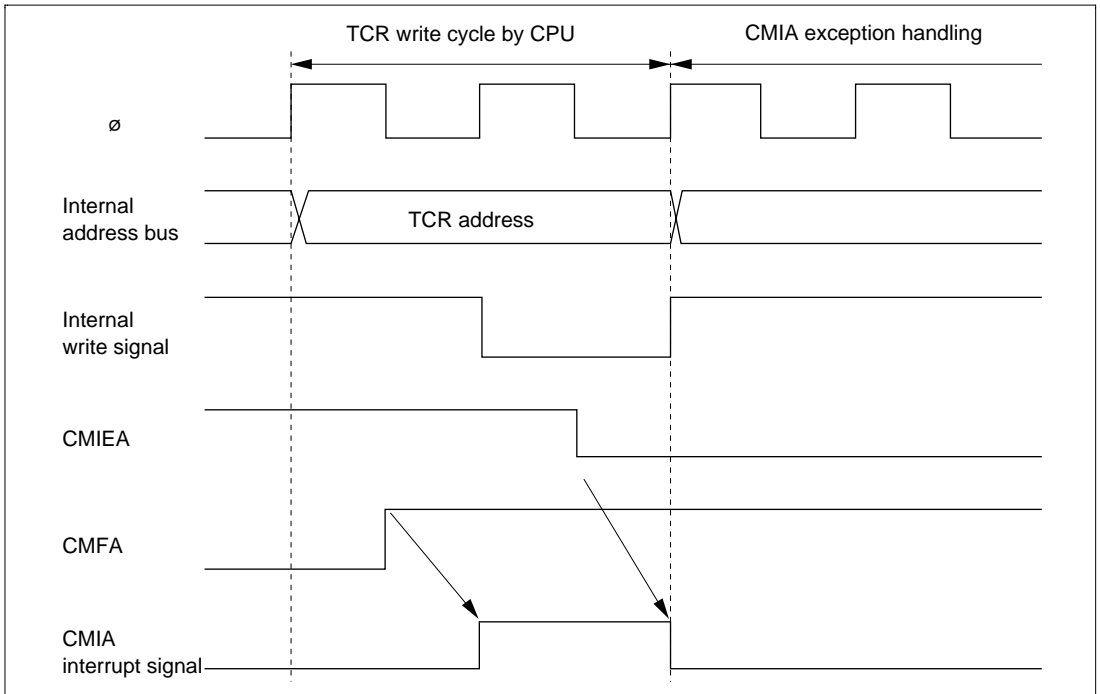 TCR write cycle by CPU
CMIA exception handling
ø
Internal
address bus
TCR address
Internal
write signal
CMIEA
CMFA
CMIA
interrupt signal